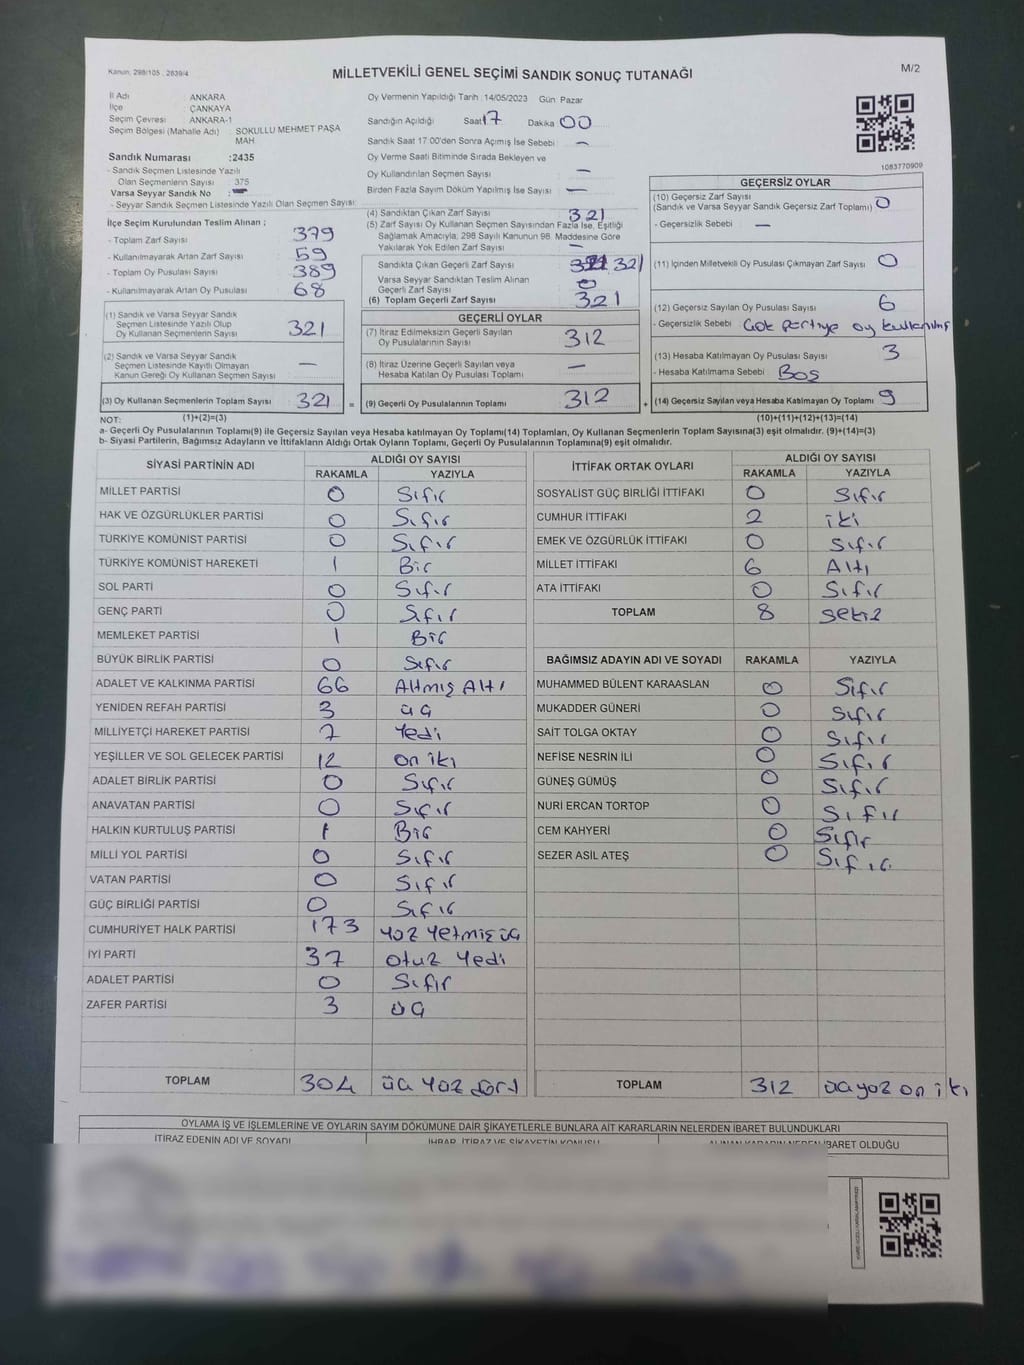 Kanun; 298/105 , 2839/4
MİLLETVEKİLİ GENEL SEÇİMİ SANDIK SONUÇ TUTANAĞI
M/2
İl Adı : ANKARA
İlçe : ÇANKAYA
Seçim Çevresi : ANKARA-1
Seçim Bölgesi (Mahalle Adı) : SOKULLU MEHMET PAŞA MAH.
Sandık Numarası :2435
- Sandık Seçmen Listesinde Yazılı
Olan Seçmenlerin Sayısı : 375
Varsa Seyyar Sandık No : -
- Seyyar Sandık Seçmen Listesinde Yazılı Olan Seçmen Sayısı:
Oy Vermenin Yapıldığı Tarih :14/05/2023 Gün: Pazar
Sandığın Açıldığı Saat 17 Dakika 00
Sandık Saat 17:00'den Sonra Açılmış İse Sebebi -
Oy Verme Saati Bitiminde Sırada Bekleyen ve
Oy Kullandırılan Seçmen Sayısı -
Birden Fazla Sayım Döküm Yapılmış İse Sayısı -
1083770909
İlçe Seçim Kurulundan Teslim Alınan ;
- Toplam Zarf Sayısı 379
- Kullanılmayarak Artan Zarf Sayısı 59
- Toplam Oy Pusulası Sayısı 389
- Kullanılmayarak Artan Oy Pusulası 68
(4) Sandıktan Çıkan Zarf Sayısı 321
(5) Zarf Sayısı Oy Kullanan Seçmen Sayısından Fazla İse, Eşitliği
Sağlamak Amacıyla; 298 Sayılı Kanunun 98. Maddesine Göre
Yakılarak Yok Edilen Zarf Sayısı -
Sandıkta Çıkan Geçerli Zarf Sayısı 321
Varsa Seyyar Sandıktan Teslim Alınan
Geçerli Zarf Sayısı 0
(6) Toplam Geçerli Zarf Sayısı 321
GEÇERSİZ OYLAR
(10) Geçersiz Zarf Sayısı
(Sandık ve Varsa Seyyar Sandık Geçersiz Zarf Toplamı) 0
- Geçersizlik Sebebi -
(11) İçinden Milletvekili Oy Pusulası Çıkmayan Zarf Sayısı 0
(12) Geçersiz Sayılan Oy Pusulası Sayısı 6
- Geçersizlik Sebebi Çok partiye oy kullanılmış
(13) Hesaba Katılmayan Oy Pusulası Sayısı 3
- Hesaba Katılmama Sebebi Boş
(1) Sandık ve Varsa Seyyar Sandık
Seçmen Listesinde Yazılı Olup
Oy Kullanan Seçmenlerin Sayısı 321
(2) Sandık ve Varsa Seyyar Sandık
Seçmen Listesinde Kayıtlı Olmayan
Kanun Gereği Oy Kullanan Seçmen Sayısı -
(3) Oy Kullanan Seçmenlerin Toplam Sayısı 321
GEÇERLİ OYLAR
(7) İtiraz Edilmeksizin Geçerli Sayılan
Oy Pusulalarının Sayısı 312
(8) İtiraz Üzerine Geçerli Sayılan veya
Hesaba Katılan Oy Pusulası Toplamı -
= (9) Geçerli Oy Pusulalarının Toplamı 312
+ (14) Geçersiz Sayılan veya Hesaba Katılmayan Oy Toplamı 9
NOT: (1)+(2)=(3) (10)+(11)+(12)+(13)=(14)
a- Geçerli Oy Pusulalarının Toplamı(9) ile Geçersiz Sayılan veya Hesaba katılmayan Oy Toplamı(14) Toplamları, Oy Kullanan Seçmenlerin Toplam Sayısına(3) eşit olmalıdır. (9)+(14)=(3)
b- Siyasi Partilerin, Bağımsız Adayların ve İttifakların Aldığı Ortak Oyların Toplamı, Geçerli Oy Pusulalarının Toplamına(9) eşit olmalıdır.
SİYASİ PARTİNİN ADI ALDIĞI OY SAYISI
RAKAMLA YAZIYLA
MİLLET PARTİSİ 0 Sıfır
HAK VE ÖZGÜRLÜKLER PARTİSİ 0 Sıfır
TÜRKİYE KOMÜNİST PARTİSİ 0 Sıfır
TÜRKİYE KOMÜNİST HAREKETİ 1 Bir
SOL PARTİ 0 Sıfır
GENÇ PARTİ 0 Sıfır
MEMLEKET PARTİSİ 1 Bir
BÜYÜK BİRLİK PARTİSİ 0 Sıfır
ADALET VE KALKINMA PARTİSİ 66 Altmış Altı
YENİDEN REFAH PARTİSİ 3 üç
MİLLİYETÇİ HAREKET PARTİSİ 7 Yedi
YEŞİLLER VE SOL GELECEK PARTİSİ 12 on iki
ADALET BİRLİK PARTİSİ 0 Sıfır
ANAVATAN PARTİSİ 0 Sıfır
HALKIN KURTULUŞ PARTİSİ 1 Bir
MİLLİ YOL PARTİSİ 0 Sıfır
VATAN PARTİSİ 0 Sıfır
GÜÇ BİRLİĞİ PARTİSİ 0 Sıfır
CUMHURİYET HALK PARTİSİ 173 Yüz Yetmiş üç
İYİ PARTİ 37 otuz Yedi
ADALET PARTİSİ 0 Sıfır
ZAFER PARTİSİ 3 üç
TOPLAM 304 üç yüz dört
İTTİFAK ORTAK OYLARI ALDIĞI OY SAYISI
RAKAMLA YAZIYLA
SOSYALİST GÜÇ BİRLİĞİ İTTİFAKI 0 Sıfır
CUMHUR İTTİFAKI 2 iki
EMEK VE ÖZGÜRLÜK İTTİFAKI 0 Sıfır
MİLLET İTTİFAKI 6 Altı
ATA İTTİFAKI 0 Sıfır
TOPLAM 8 sekiz
BAĞIMSIZ ADAYIN ADI VE SOYADI RAKAMLA YAZIYLA
MUHAMMED BÜLENT KARAASLAN 0 Sıfır
MUKADDER GÜNERİ 0 Sıfır
SAİT TOLGA OKTAY 0 Sıfır
NEFİSE NESRİN İLİ 0 Sıfır
GÜNEŞ GÜMÜŞ 0 Sıfır
NURİ ERCAN TORTOP 0 Sıfır
CEM KAHYERİ 0 Sıfır
SEZER ASİL ATEŞ 0 Sıfır
TOPLAM 312 üçyüz on iki
OYLAMA İŞ VE İŞLEMLERİNE VE OYLARIN SAYIM DÖKÜMÜNE DAİR ŞİKAYETLERLE BUNLARA AİT KARARLARIN NELERDEN İBARET BULUNDUKLARI
İTİRAZ EDENİN ADI VE SOYADI İHBAR, İTİRAZ VE ŞİKAYETİN KONUSU ALINAN KARARIN NEDEN İBARET OLDUĞU